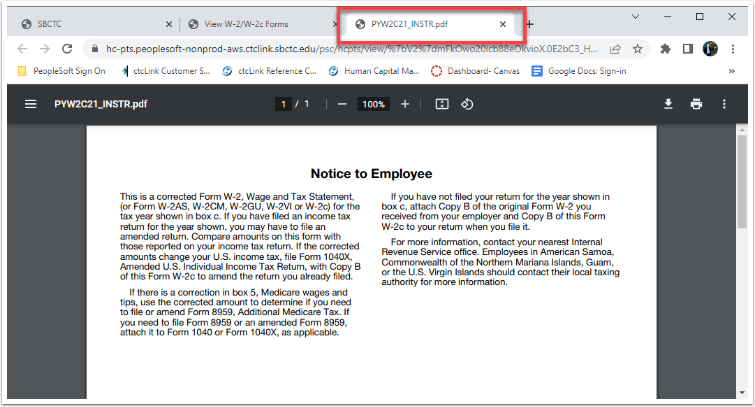 SBCTC
View W-2/W-2c Forms
PYW2C21_INSTR.pdf
PeopleSoft Sign On
ctcLink Customer S...
ctcLink Reference C...
Human Capital Ma...
Dashboard- Canvas
Google Docs: Sign-in
PYW2C21_INSTR.pdf
1 / 1
100%
Notice to Employee
This is a corrected Form W-2, Wage and Tax Statement,
(or Form W-2AS, W-2CM, W-2GU, W-2VI or W-2c) for the
tax year shown in box c. If you have filed an income tax
return for the year shown, you may have to file an
amended return. Compare amounts on this form with
those reported on your income tax return. If the corrected
amounts change your U.S. income tax, file Form 1040X,
Amended U.S. Individual Income Tax Return, with Copy B
of this Form W-2c to amend the return you already filed.
If there is a correction in box 5, Medicare wages and
tips, use the corrected amount to determine if you need
to file or amend Form 8959, Additional Medicare Tax. If
you need to file Form 8959 or an amended Form 8959,
attach it to Form 1040 or Form 1040X, as applicable.
If you have not filed your return for the year shown in
box c, attach Copy B of the original Form W-2 you
received from your employer and Copy B of this Form
W-2c to your return when you file it.
For more information, contact your nearest Internal
Revenue Service office. Employees in American Samoa,
Commonwealth of the Northern Mariana Islands, Guam,
or the U.S. Virgin Islands should contact their local taxing
authority for more information.